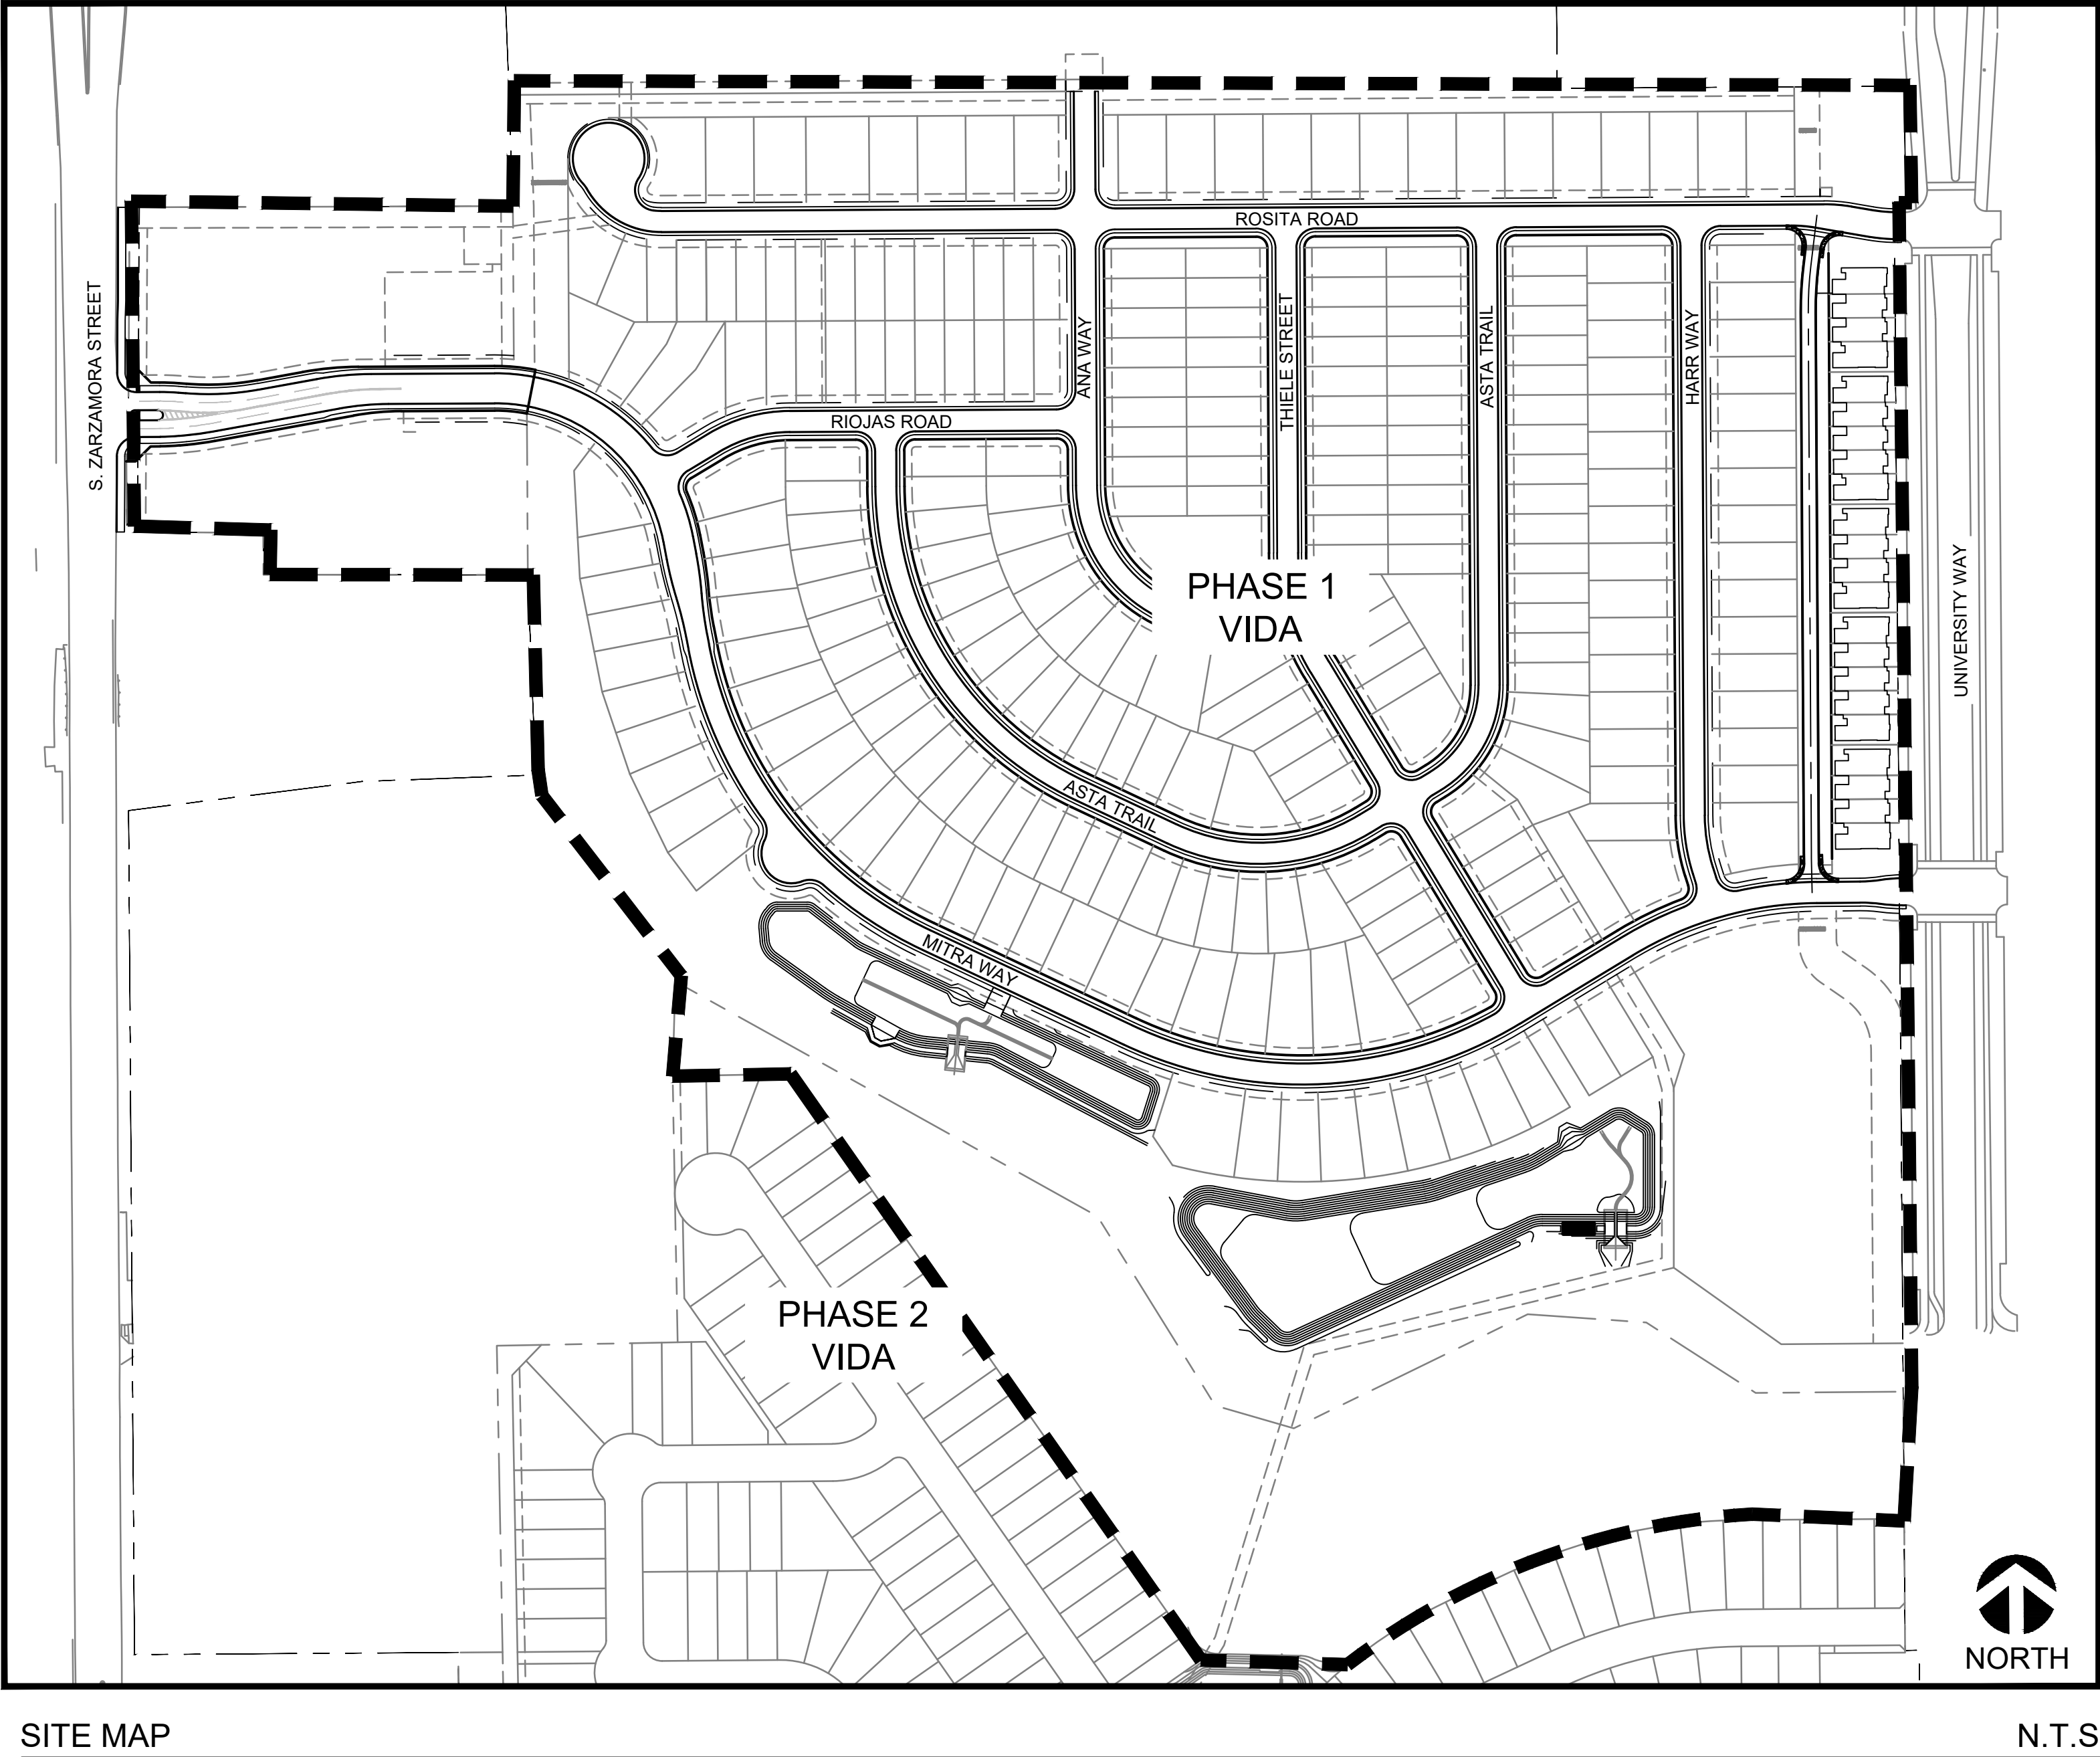 ROSITA ROAD
S. ZARZAMORA STREET
ANA WAY
THIELE STREET
ASTA TRAIL
HARR WAY
RIOJAS ROAD
UNIVERSITY WAY
PHASE 1
VIDA
ASTA TRAIL
MITRA WAY
PHASE 2
VIDA
NORTH
SITE MAP
N.T.S